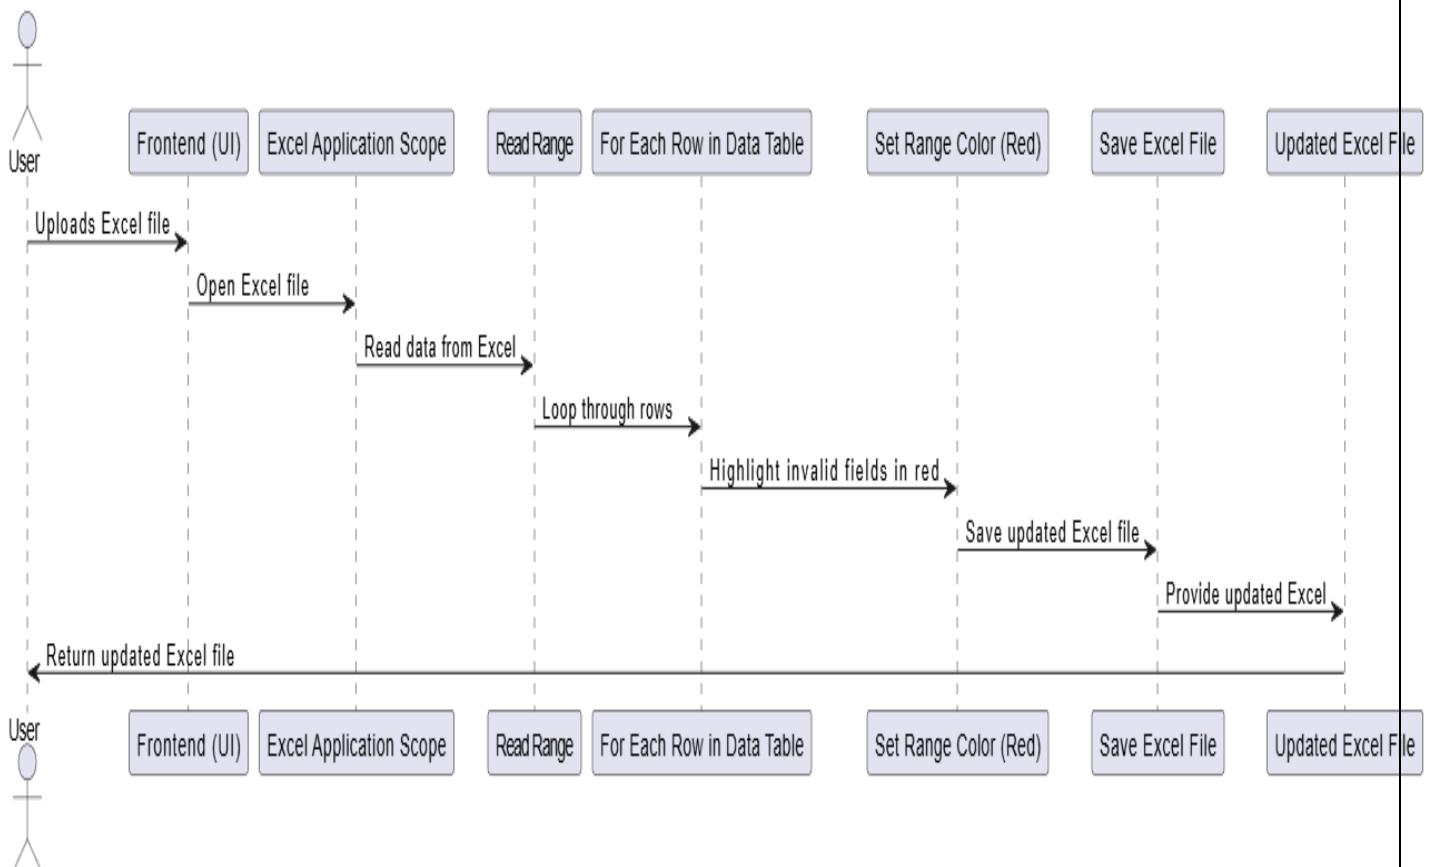 User
Frontend (UI)
Excel Application Scope
Read Range
For Each Row in Data Table
Set Range Color (Red)
Save Excel File
Updated Excel File
Uploads Excel file
Open Excel file
Read data from Excel
Loop through rows
Highlight invalid fields in red
Save updated Excel file
Provide updated Excel
Return updated Excel file
User
Frontend (UI)
Excel Application Scope
Read Range
For Each Row in Data Table
Set Range Color (Red)
Save Excel File
Updated Excel File